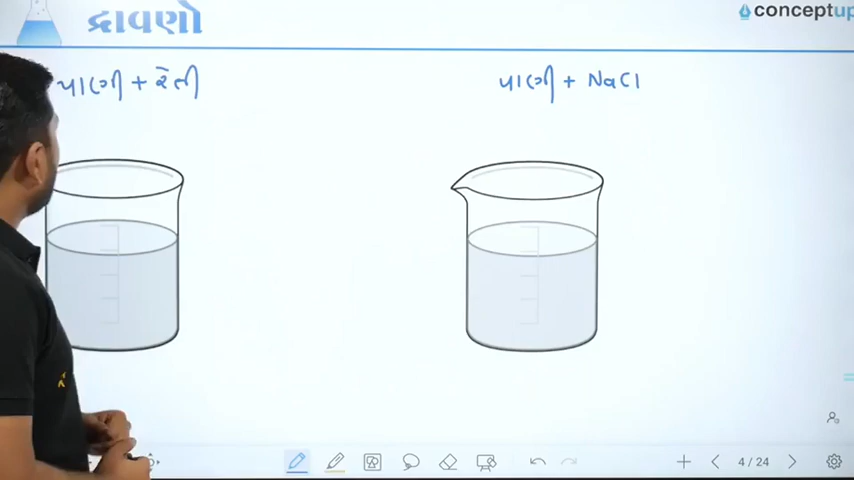 દ્રાવણો
conceptup
પાણી + રેતી
પાણી + NaCl
4 / 24